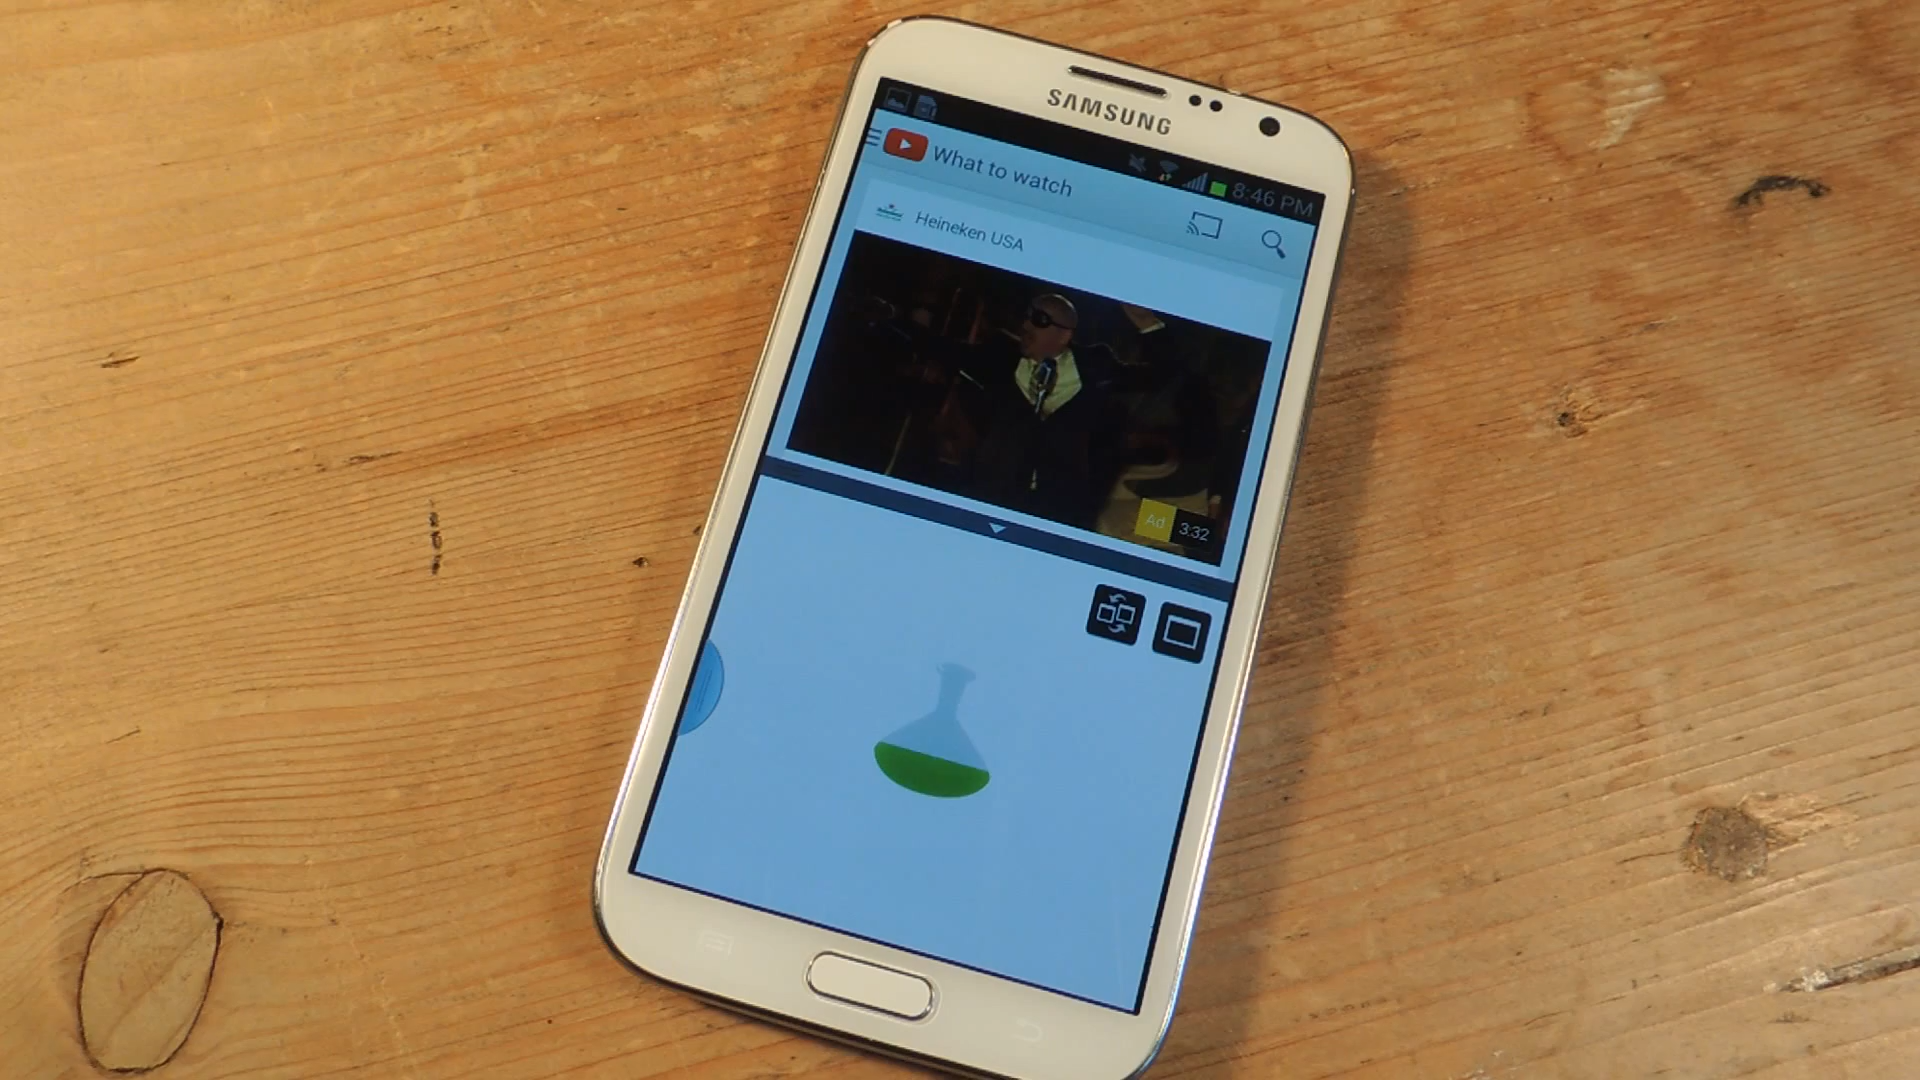 SAMSUNG
8:46 PM
What to watch
Heineken USA
Ad 3:32